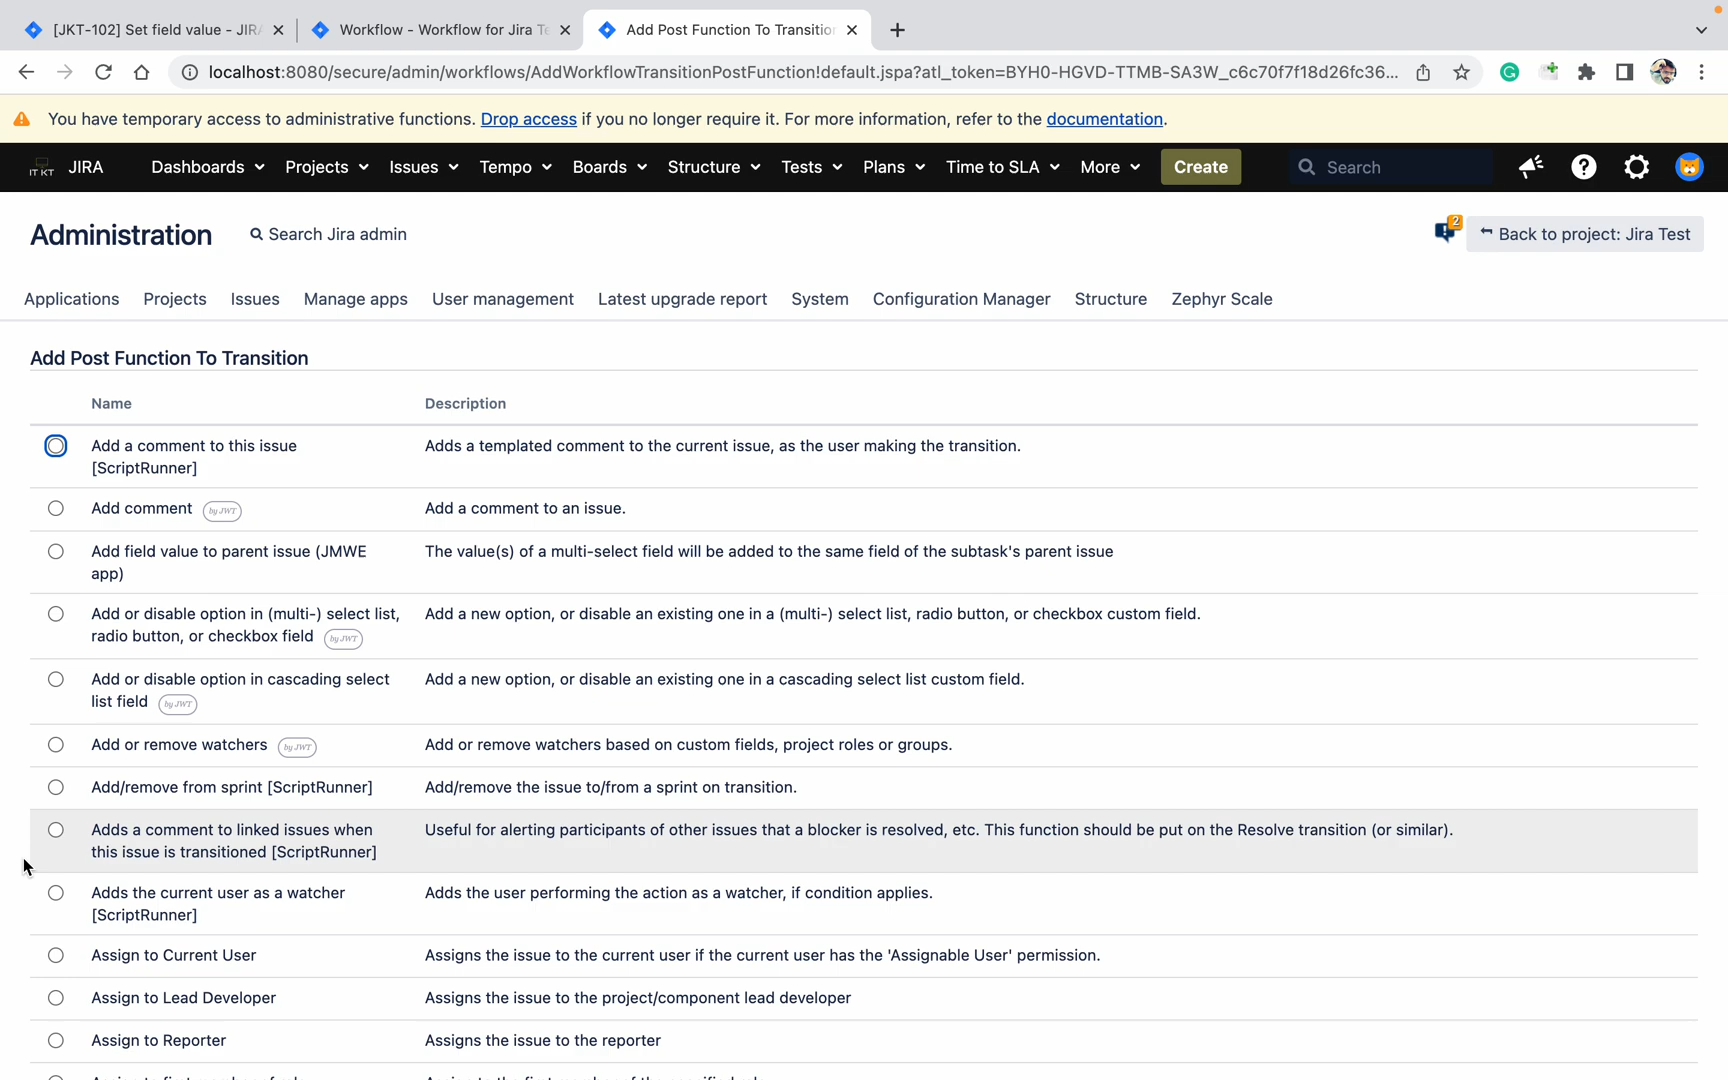 [JKT-102] Set field value - JIRA
Workflow - Workflow for Jira Te
Add Post Function To Transition
localhost:8080/secure/admin/workflows/AddWorkflowTransitionPostFunction!default.jspa?atl_token=BYH0-HGVD-TTMB-SA3W_c6c70f7f18d26fc36...
You have temporary access to administrative functions. Drop access if you no longer require it. For more information, refer to the documentation.
IT KT JIRA Dashboards Projects Issues Tempo Boards Structure Tests Plans Time to SLA More Create Search
Administration Search Jira admin 2 Back to project: Jira Test
Applications Projects Issues Manage apps User management Latest upgrade report System Configuration Manager Structure Zephyr Scale
Add Post Function To Transition
Name Description
Add a comment to this issue Adds a templated comment to the current issue, as the user making the transition.
[ScriptRunner]
Add comment by JWT Add a comment to an issue.
Add field value to parent issue (JMWE The value(s) of a multi-select field will be added to the same field of the subtask's parent issue
app)
Add or disable option in (multi-) select list, Add a new option, or disable an existing one in a (multi-) select list, radio button, or checkbox custom field.
radio button, or checkbox field by JWT
Add or disable option in cascading select Add a new option, or disable an existing one in a cascading select list custom field.
list field by JWT
Add or remove watchers by JWT Add or remove watchers based on custom fields, project roles or groups.
Add/remove from sprint [ScriptRunner] Add/remove the issue to/from a sprint on transition.
Adds a comment to linked issues when Useful for alerting participants of other issues that a blocker is resolved, etc. This function should be put on the Resolve transition (or similar).
this issue is transitioned [ScriptRunner]
Adds the current user as a watcher Adds the user performing the action as a watcher, if condition applies.
[ScriptRunner]
Assign to Current User Assigns the issue to the current user if the current user has the 'Assignable User' permission.
Assign to Lead Developer Assigns the issue to the project/component lead developer
Assign to Reporter Assigns the issue to the reporter